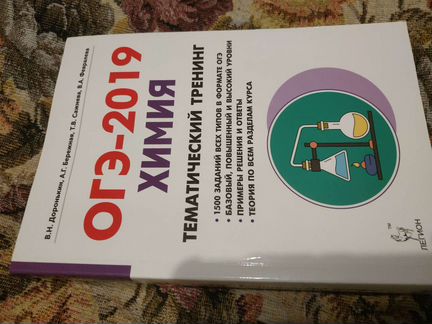 В.Н. Доронькин, А.Г. Бережная, Т.В. Сажнева, В.А. Февралева
ОГЭ-2019
ХИМИЯ
ТЕМАТИЧЕСКИЙ ТРЕНИНГ
• 1500 ЗАДАНИЙ ВСЕХ ТИПОВ В ФОРМАТЕ ОГЭ
• БАЗОВЫЙ, ПОВЫШЕННЫЙ И ВЫСОКИЙ УРОВНИ
• ПРИМЕРЫ РЕШЕНИЯ И ОТВЕТЫ
• ТЕОРИЯ ПО ВСЕМ РАЗДЕЛАМ КУРСА
TM
ЛЕГИОН